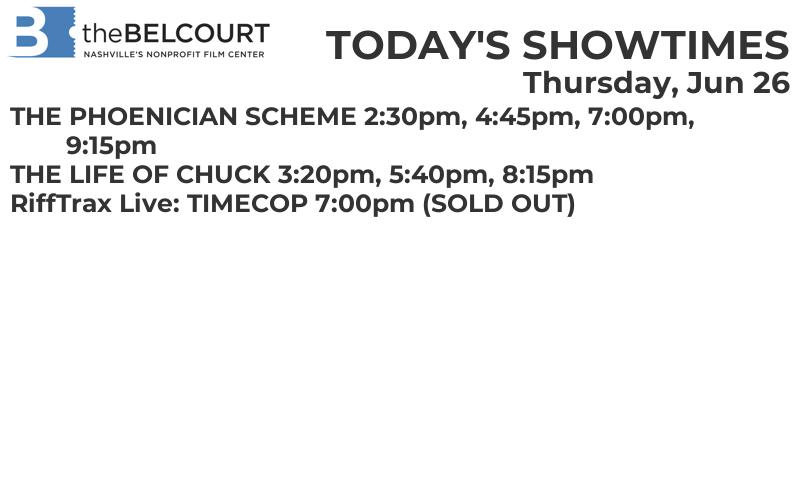 B theBELCOURT
NASHVILLE'S NONPROFIT FILM CENTER
TODAY'S SHOWTIMES
Thursday, Jun 26
THE PHOENICIAN SCHEME 2:30pm, 4:45pm, 7:00pm,
9:15pm
THE LIFE OF CHUCK 3:20pm, 5:40pm, 8:15pm
RiffTrax Live: TIMECOP 7:00pm (SOLD OUT)